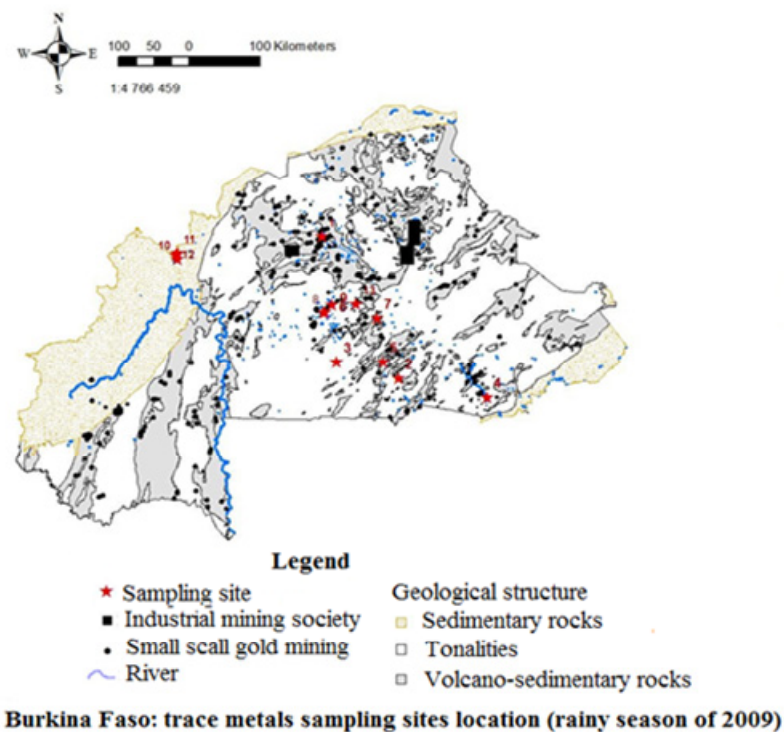 N
W E
S
100 50 0 100 Kilometers
1:4 766 459
11
10
12
7
3
2
4
Legend
Sampling site
Industrial mining society
Small scall gold mining
River
Geological structure
Sedimentary rocks
Tonalities
Volcano-sedimentary rocks
Burkina Faso: trace metals sampling sites location (rainy season of 2009)